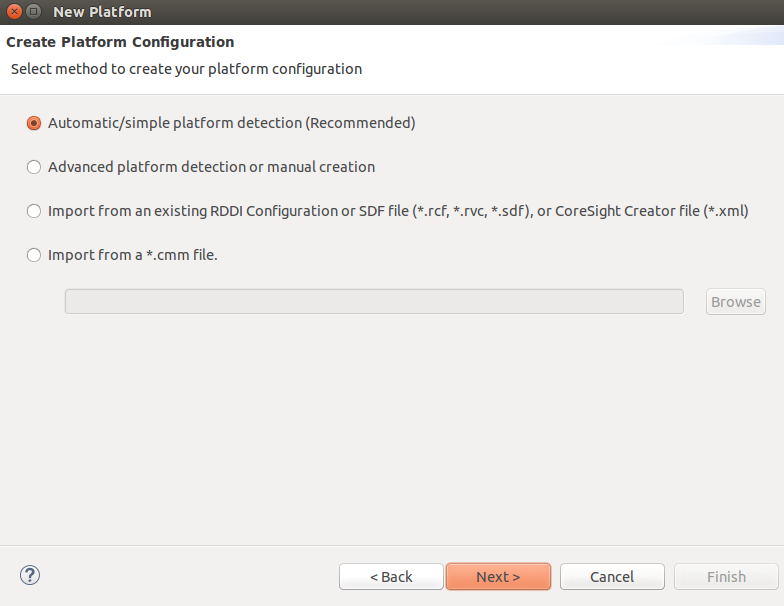 New Platform
Create Platform Configuration
Select method to create your platform configuration
Automatic/simple platform detection (Recommended)
Advanced platform detection or manual creation
Import from an existing RDDI Configuration or SDF file (*.rcf, *.rvc, *.sdf), or CoreSight Creator file (*.xml)
Import from a *.cmm file.
Browse
?
< Back Next > Cancel Finish